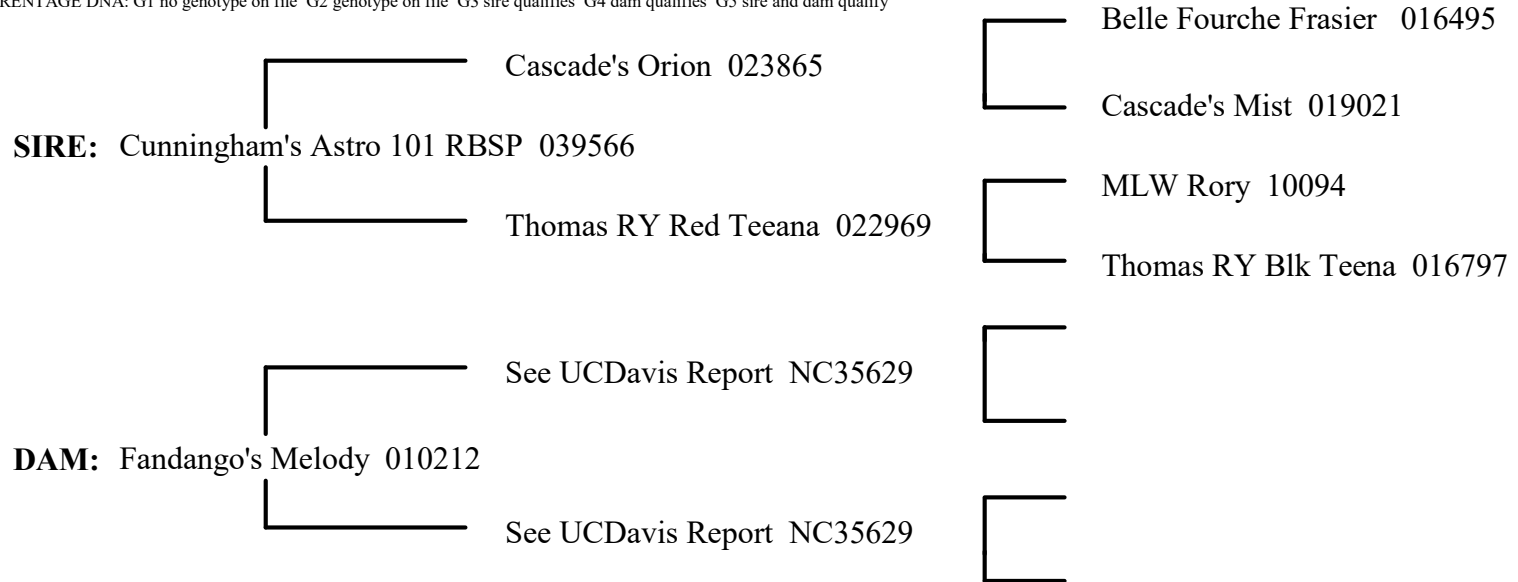 PARENTAGE DNA: G1 no genotype on file G2 genotype on file G3 sire qualifies G4 dam qualifies G5 sire and dam qualify
Belle Fourche Frasier 016495
Cascade's Orion 023865
Cascade's Mist 019021
SIRE: Cunningham's Astro 101 RBSP 039566
MLW Rory 10094
Thomas RY Red Teeana 022969
Thomas RY Blk Teena 016797
See UCDavis Report NC35629
DAM: Fandango's Melody 010212
See UCDavis Report NC35629